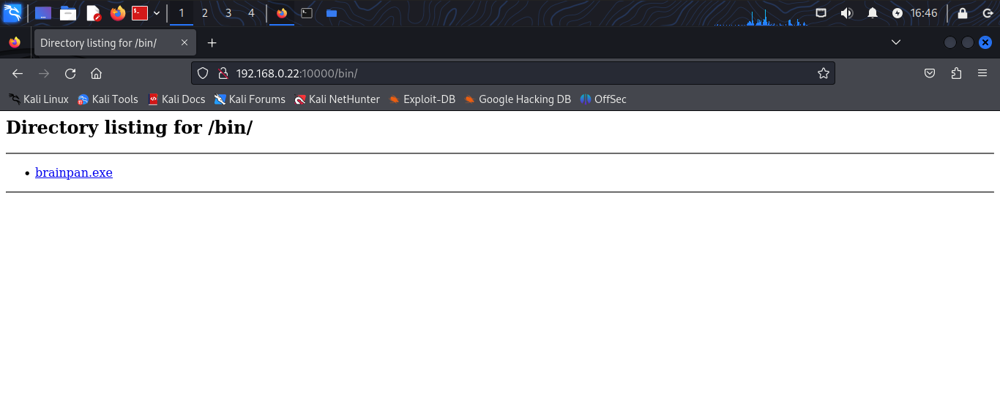 1 2 3 4 16:46
Directory listing for /bin/
192.168.0.22:10000/bin/
Kali Linux Kali Tools Kali Docs Kali Forums Kali NetHunter Exploit-DB Google Hacking DB OffSec
Directory listing for /bin/
brainpan.exe